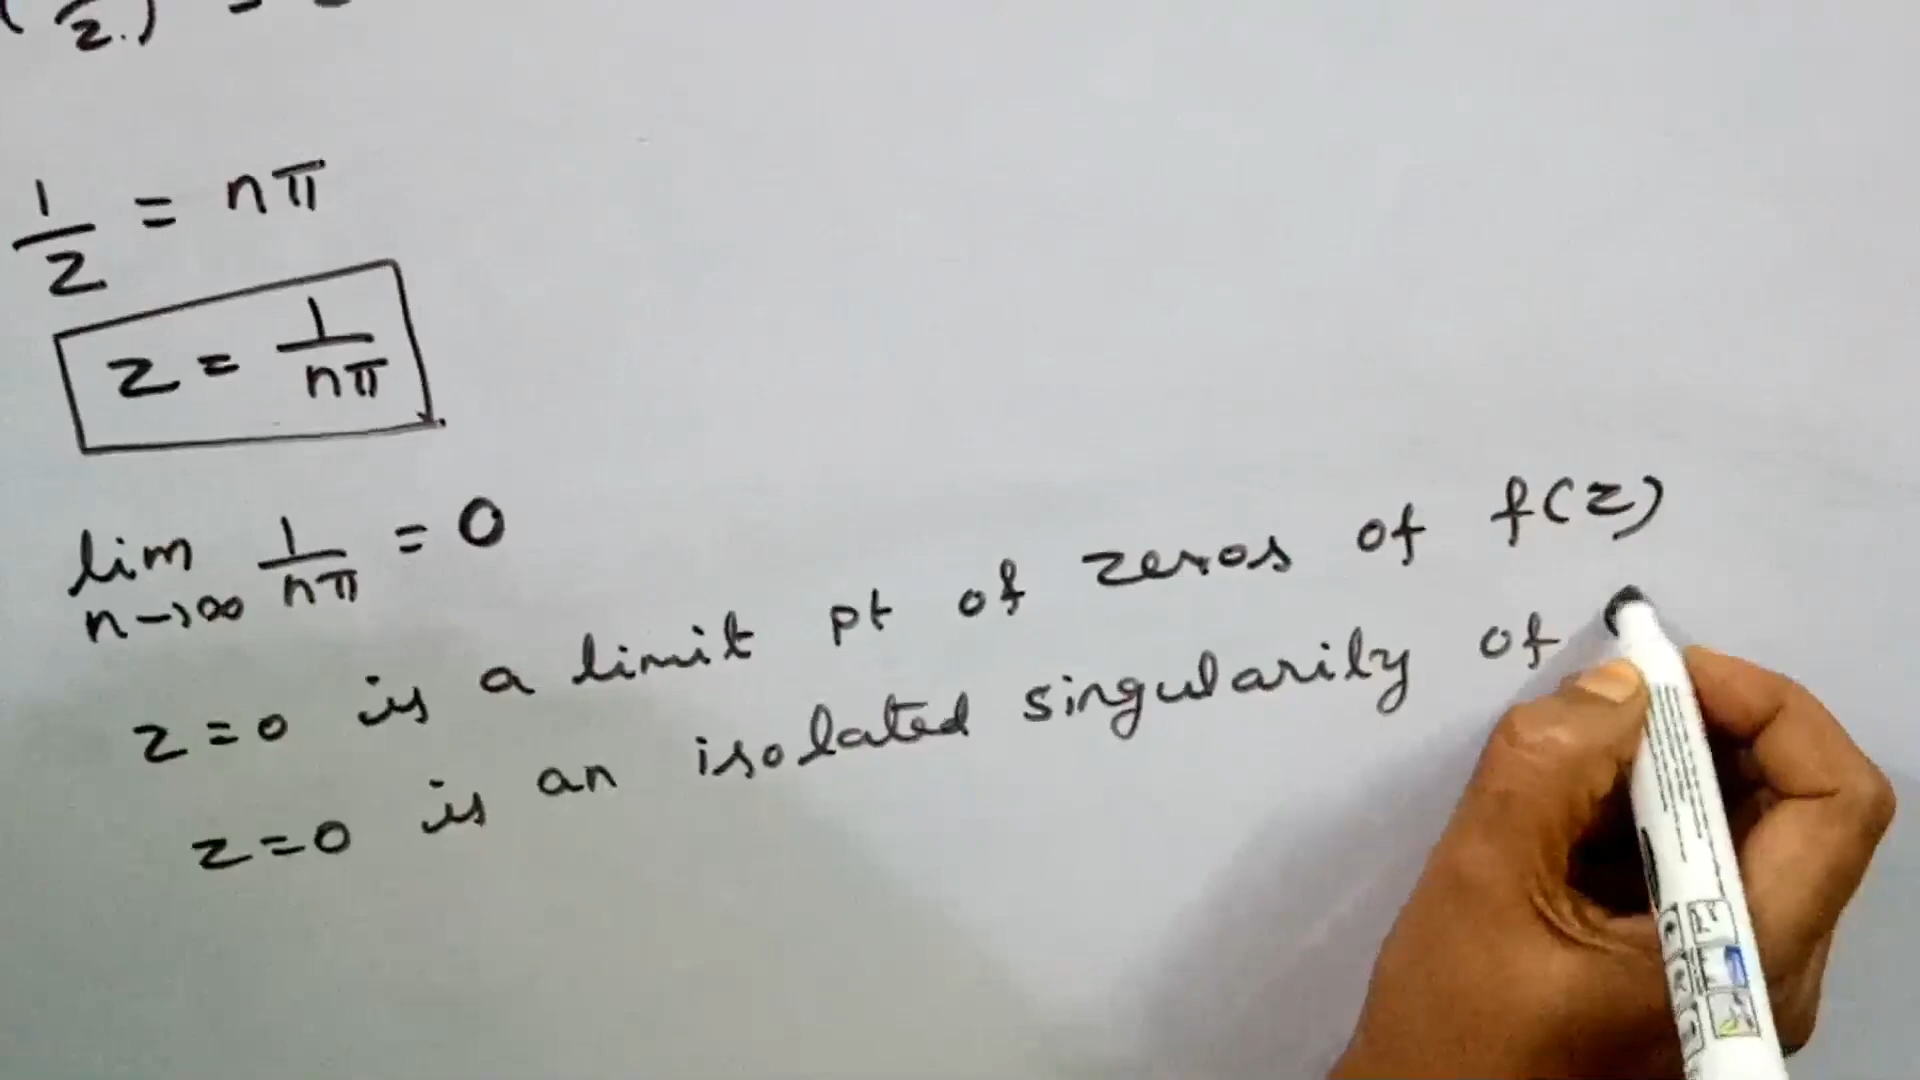 1/z = nπ
z = 1/nπ
lim n→∞ 1/nπ = 0
z=0 is a limit pt of zeros of f(z)
z=0 is an isolated singularity of